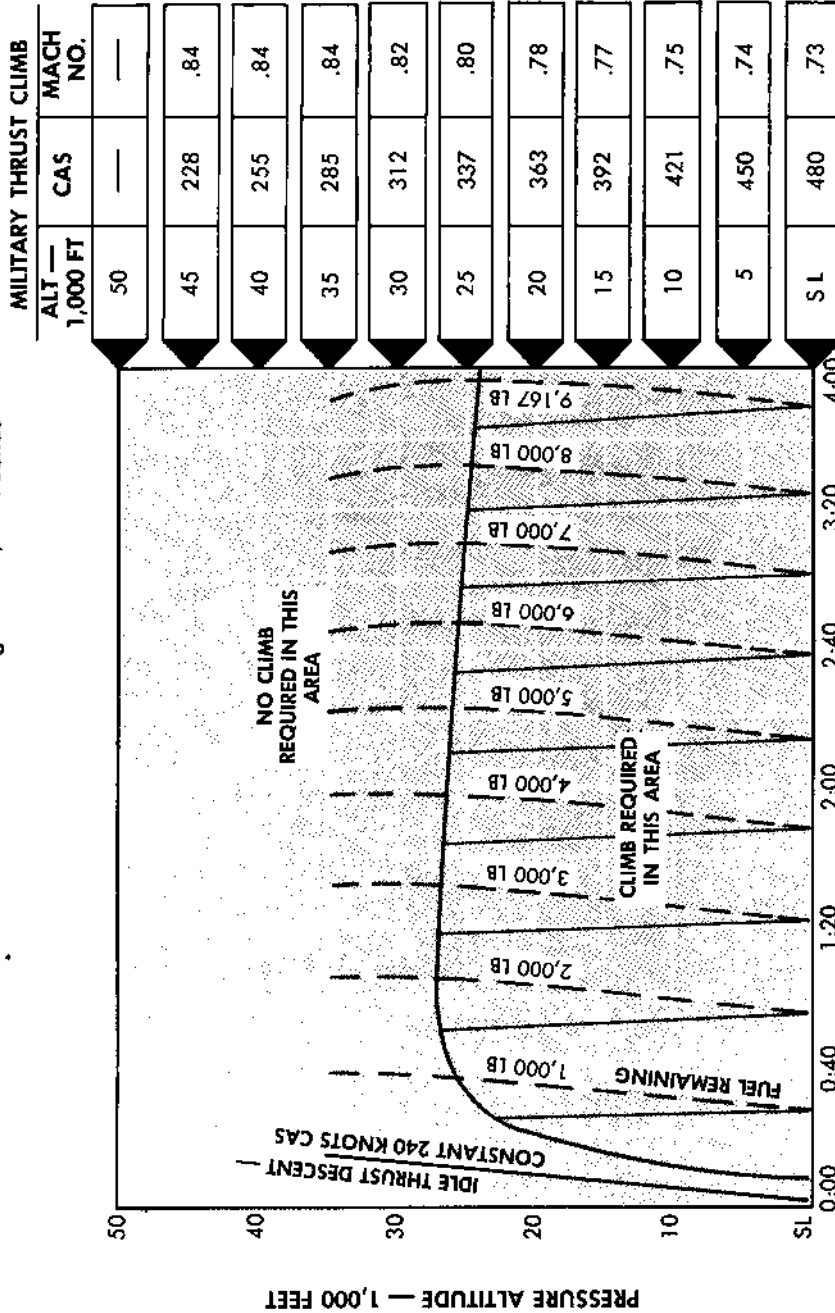 MILITARY THRUST CLIMB
ALT — 1,000 FT CAS MACH NO.
50 — —
45 228 .84
40 255 .84
35 285 .84
30 312 .82
25 337 .80
20 363 .78
15 392 .77
10 421 .75
5 450 .74
S L 480 .73
PRESSURE ALTITUDE — 1,000 FEET
50
40
30
20
10
SL
NO CLIMB
REQUIRED IN THIS
AREA
CLIMB REQUIRED
IN THIS AREA
IDLE THRUST DESCENT —
CONSTANT 240 KNOTS CAS
FUEL REMAINING
1,000 LB
2,000 LB
3,000 LB
4,000 LB
5,000 LB
6,000 LB
7,000 LB
8,000 LB
9,167 LB
0:00 0:40 1:20 2:00 2:40 3:20 4:00